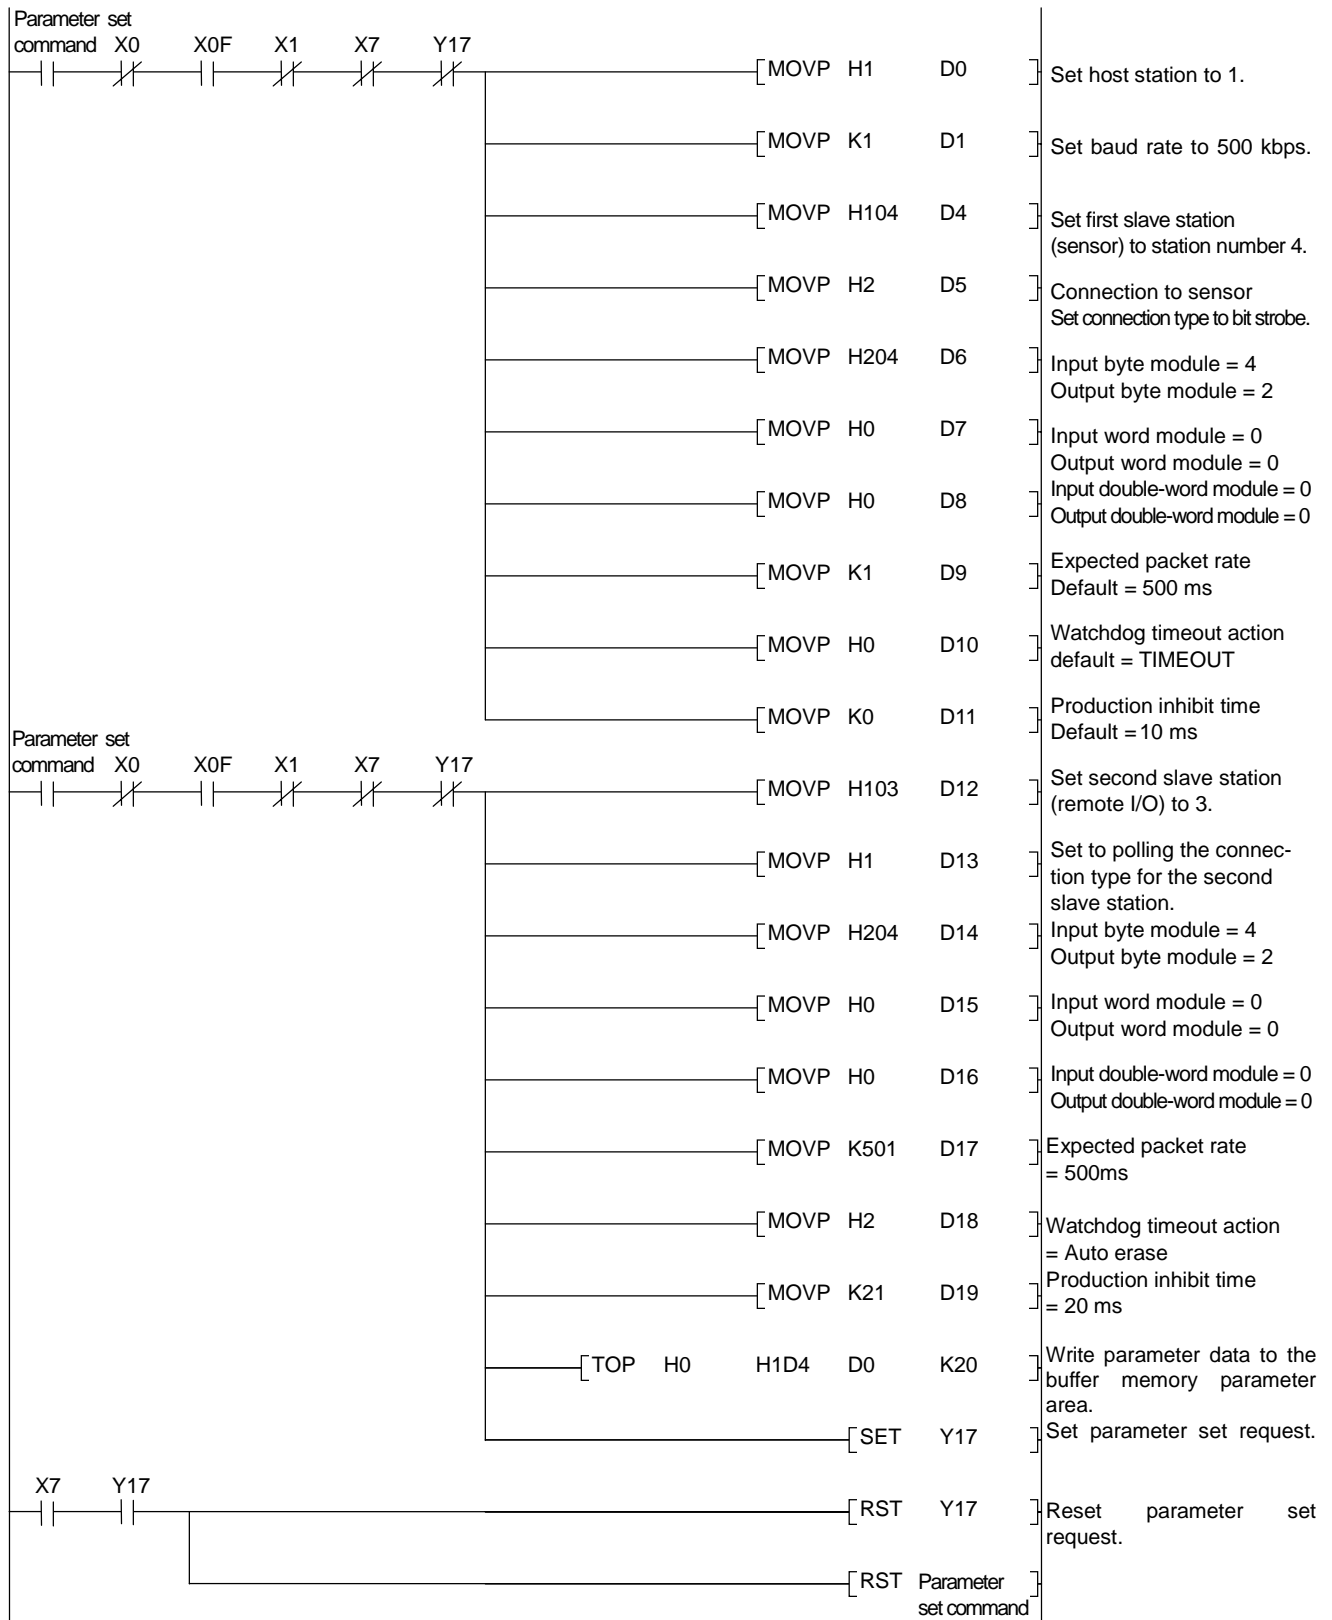 Parameter set
command X0 X0F X1 X7 Y17
MOVP H1 D0
Set host station to 1.
MOVP K1 D1
Set baud rate to 500 kbps.
MOVP H104 D4
Set first slave station
(sensor) to station number 4.
MOVP H2 D5
Connection to sensor
Set connection type to bit strobe.
MOVP H204 D6
Input byte module = 4
Output byte module = 2
MOVP H0 D7
Input word module = 0
Output word module = 0
MOVP H0 D8
Input double-word module = 0
Output double-word module = 0
MOVP K1 D9
Expected packet rate
Default = 500 ms
MOVP H0 D10
Watchdog timeout action
default = TIMEOUT
MOVP K0 D11
Production inhibit time
Default = 10 ms
Parameter set
command X0 X0F X1 X7 Y17
MOVP H103 D12
Set second slave station
(remote I/O) to 3.
MOVP H1 D13
Set to polling the connec-
tion type for the second
slave station.
MOVP H204 D14
Input byte module = 4
Output byte module = 2
MOVP H0 D15
Input word module = 0
Output word module = 0
MOVP H0 D16
Input double-word module = 0
Output double-word module = 0
MOVP K501 D17
Expected packet rate
= 500ms
MOVP H2 D18
Watchdog timeout action
= Auto erase
MOVP K21 D19
Production inhibit time
= 20 ms
TOP H0 H1D4 D0 K20
Write parameter data to the
buffer memory parameter
area.
SET Y17
Set parameter set request.
X7 Y17
RST Y17
Reset parameter set
request.
RST Parameter
set command